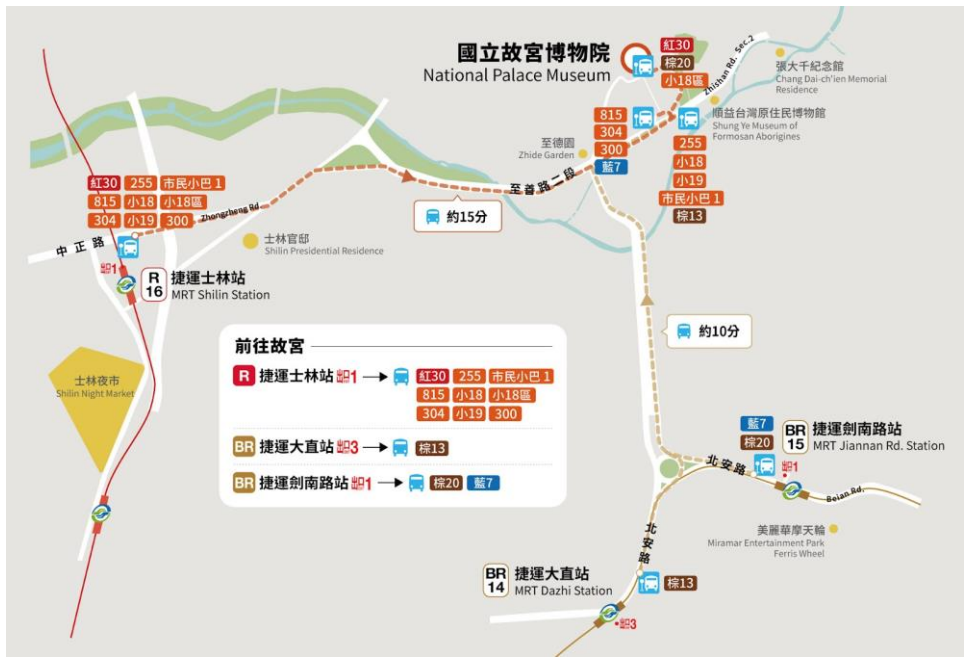 國立故宮博物院
National Palace Museum
紅30
棕20
小18區
Zhishan Rd. Sec.2
張大千紀念館
Chang Dai-ch'ien Memorial
Residence
順益台灣原住民博物館
Shung Ye Museum of
Formosan Aborigines
815
304
300
藍7
至德園
Zhide Garden
255
小18
小19
市民小巴 1
棕13
至善路二段
約15分
紅30 255 市民小巴 1
815 小18 小18區
304 小19 300
Zhongzheng Rd
中正路
士林官邸
Shilin Presidential Residence
出口1
R
16
捷運士林站
MRT Shilin Station
約10分
士林夜市
Shilin Night Market
前往故宮
R 捷運士林站 出口1 紅30 255 市民小巴 1
815 小18 小18區
304 小19 300
BR 捷運大直站 出口3 棕13
BR 捷運劍南路站 出口1 棕20 藍7
藍7
棕20
BR
15
捷運劍南路站
MRT Jiannan Rd. Station
北安路
出口1
Beian Rd.
美麗華摩天輪
Miramar Entertainment Park
Ferris Wheel
北安路
BR
14
捷運大直站
MRT Dazhi Station
棕13
出口3